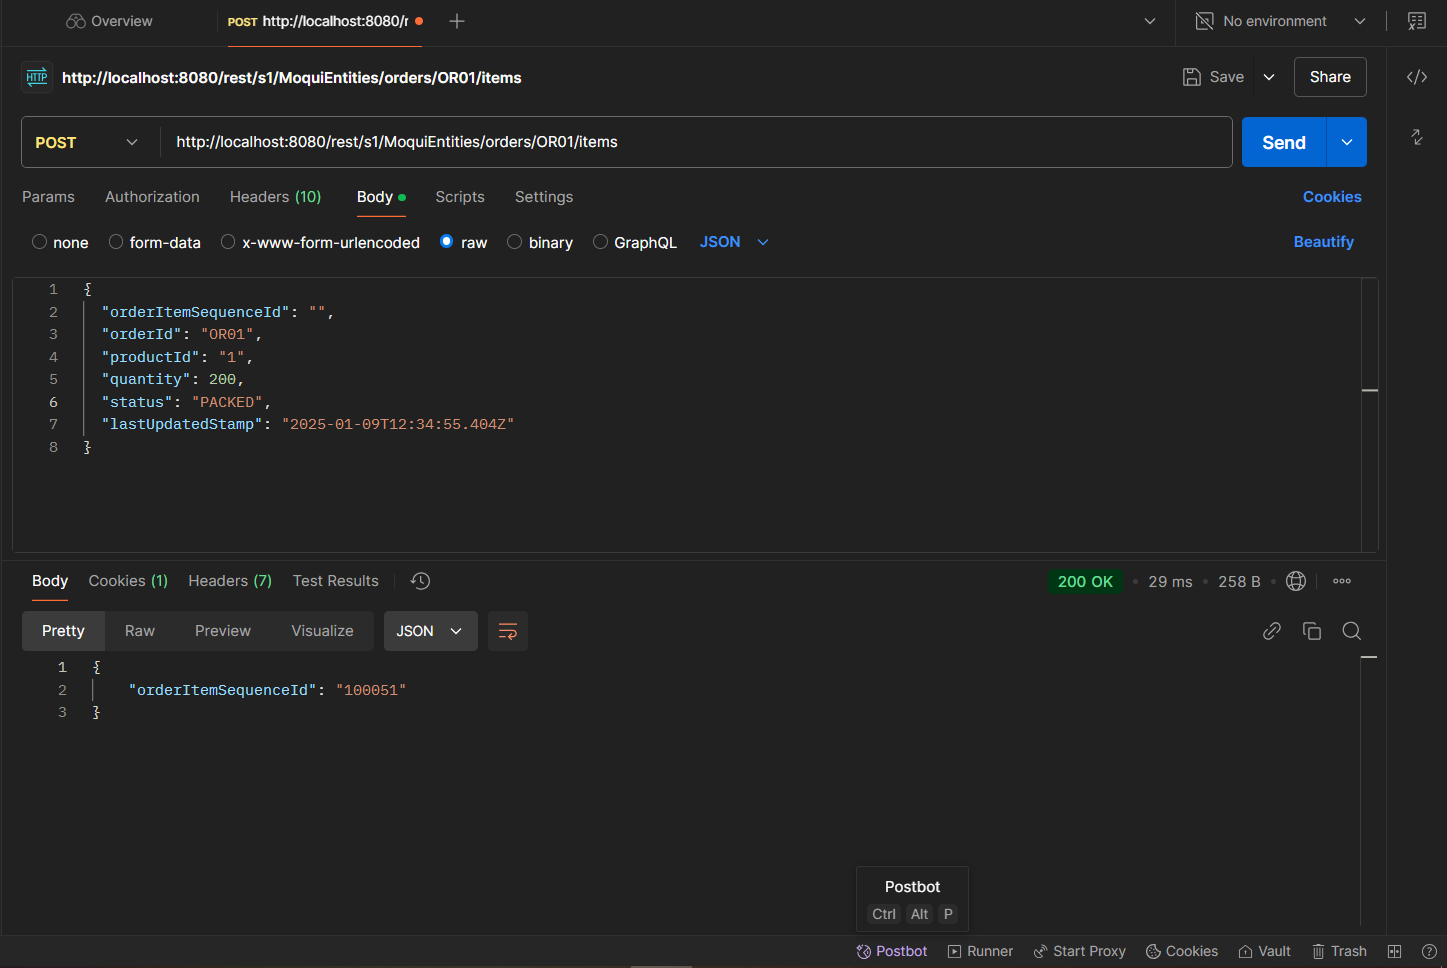 Overview
POST http://localhost:8080/r
No environment
HTTP http://localhost:8080/rest/s1/MoquiEntities/orders/OR01/items
Save
Share
POST http://localhost:8080/rest/s1/MoquiEntities/orders/OR01/items
Send
Params Authorization Headers (10) Body Scripts Settings Cookies
none form-data x-www-form-urlencoded raw binary GraphQL JSON Beautify
1 {
2 "orderItemSequenceId": "",
3 "orderId": "OR01",
4 "productId": "1",
5 "quantity": 200,
6 "status": "PACKED",
7 "lastUpdatedStamp": "2025-01-09T12:34:55.404Z"
8 }
Body Cookies (1) Headers (7) Test Results 200 OK 29 ms 258 B
Pretty Raw Preview Visualize JSON
1 {
2 "orderItemSequenceId": "100051"
3 }
Postbot
Ctrl Alt P
Postbot Runner Start Proxy Cookies Vault Trash